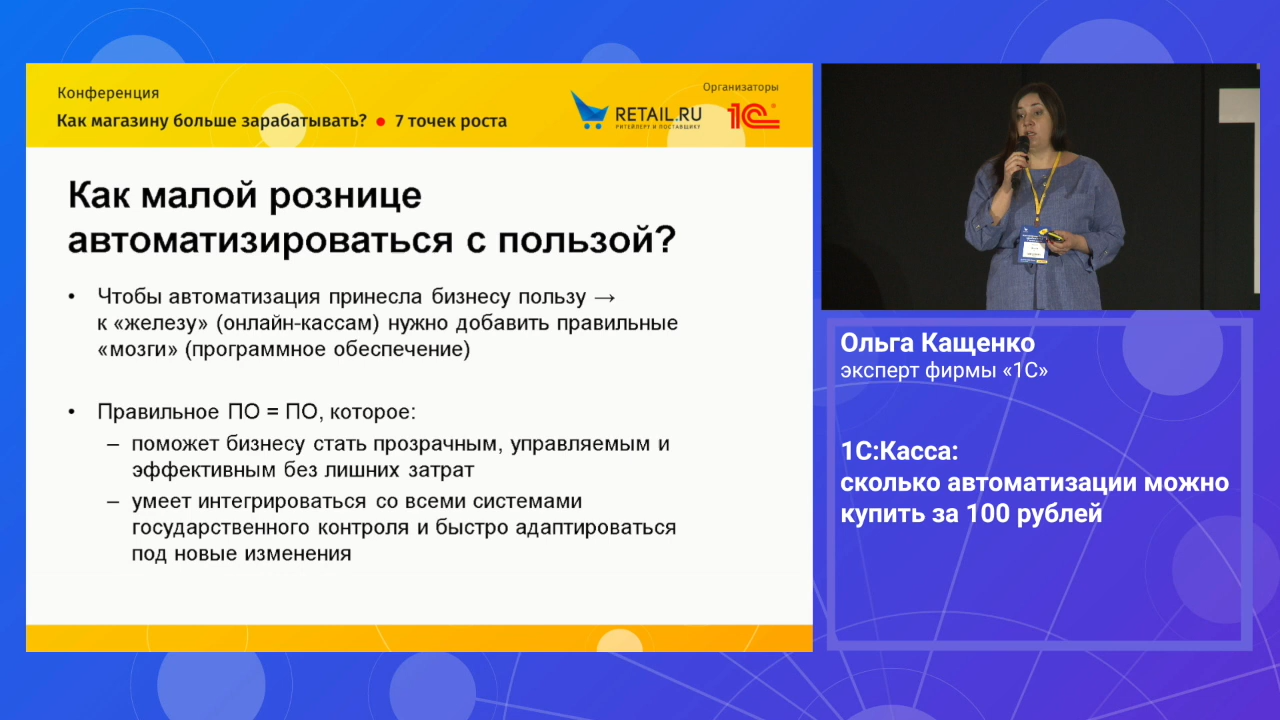 Конференция
Как магазину больше зарабатывать? • 7 точек роста
Организаторы
RETAIL.RU
РИТЕЙЛЕРУ И ПОСТАВЩИКУ
1С
Как малой рознице
автоматизироваться с пользой?
• Чтобы автоматизация принесла бизнесу пользу →
к «железу» (онлайн-кассам) нужно добавить правильные
«мозги» (программное обеспечение)
• Правильное ПО = ПО, которое:
– поможет бизнесу стать прозрачным, управляемым и
эффективным без лишних затрат
– умеет интегрироваться со всеми системами
государственного контроля и быстро адаптироваться
под новые изменения
Ольга Кащенко
эксперт фирмы «1С»
1С:Касса:
сколько автоматизации можно
купить за 100 рублей